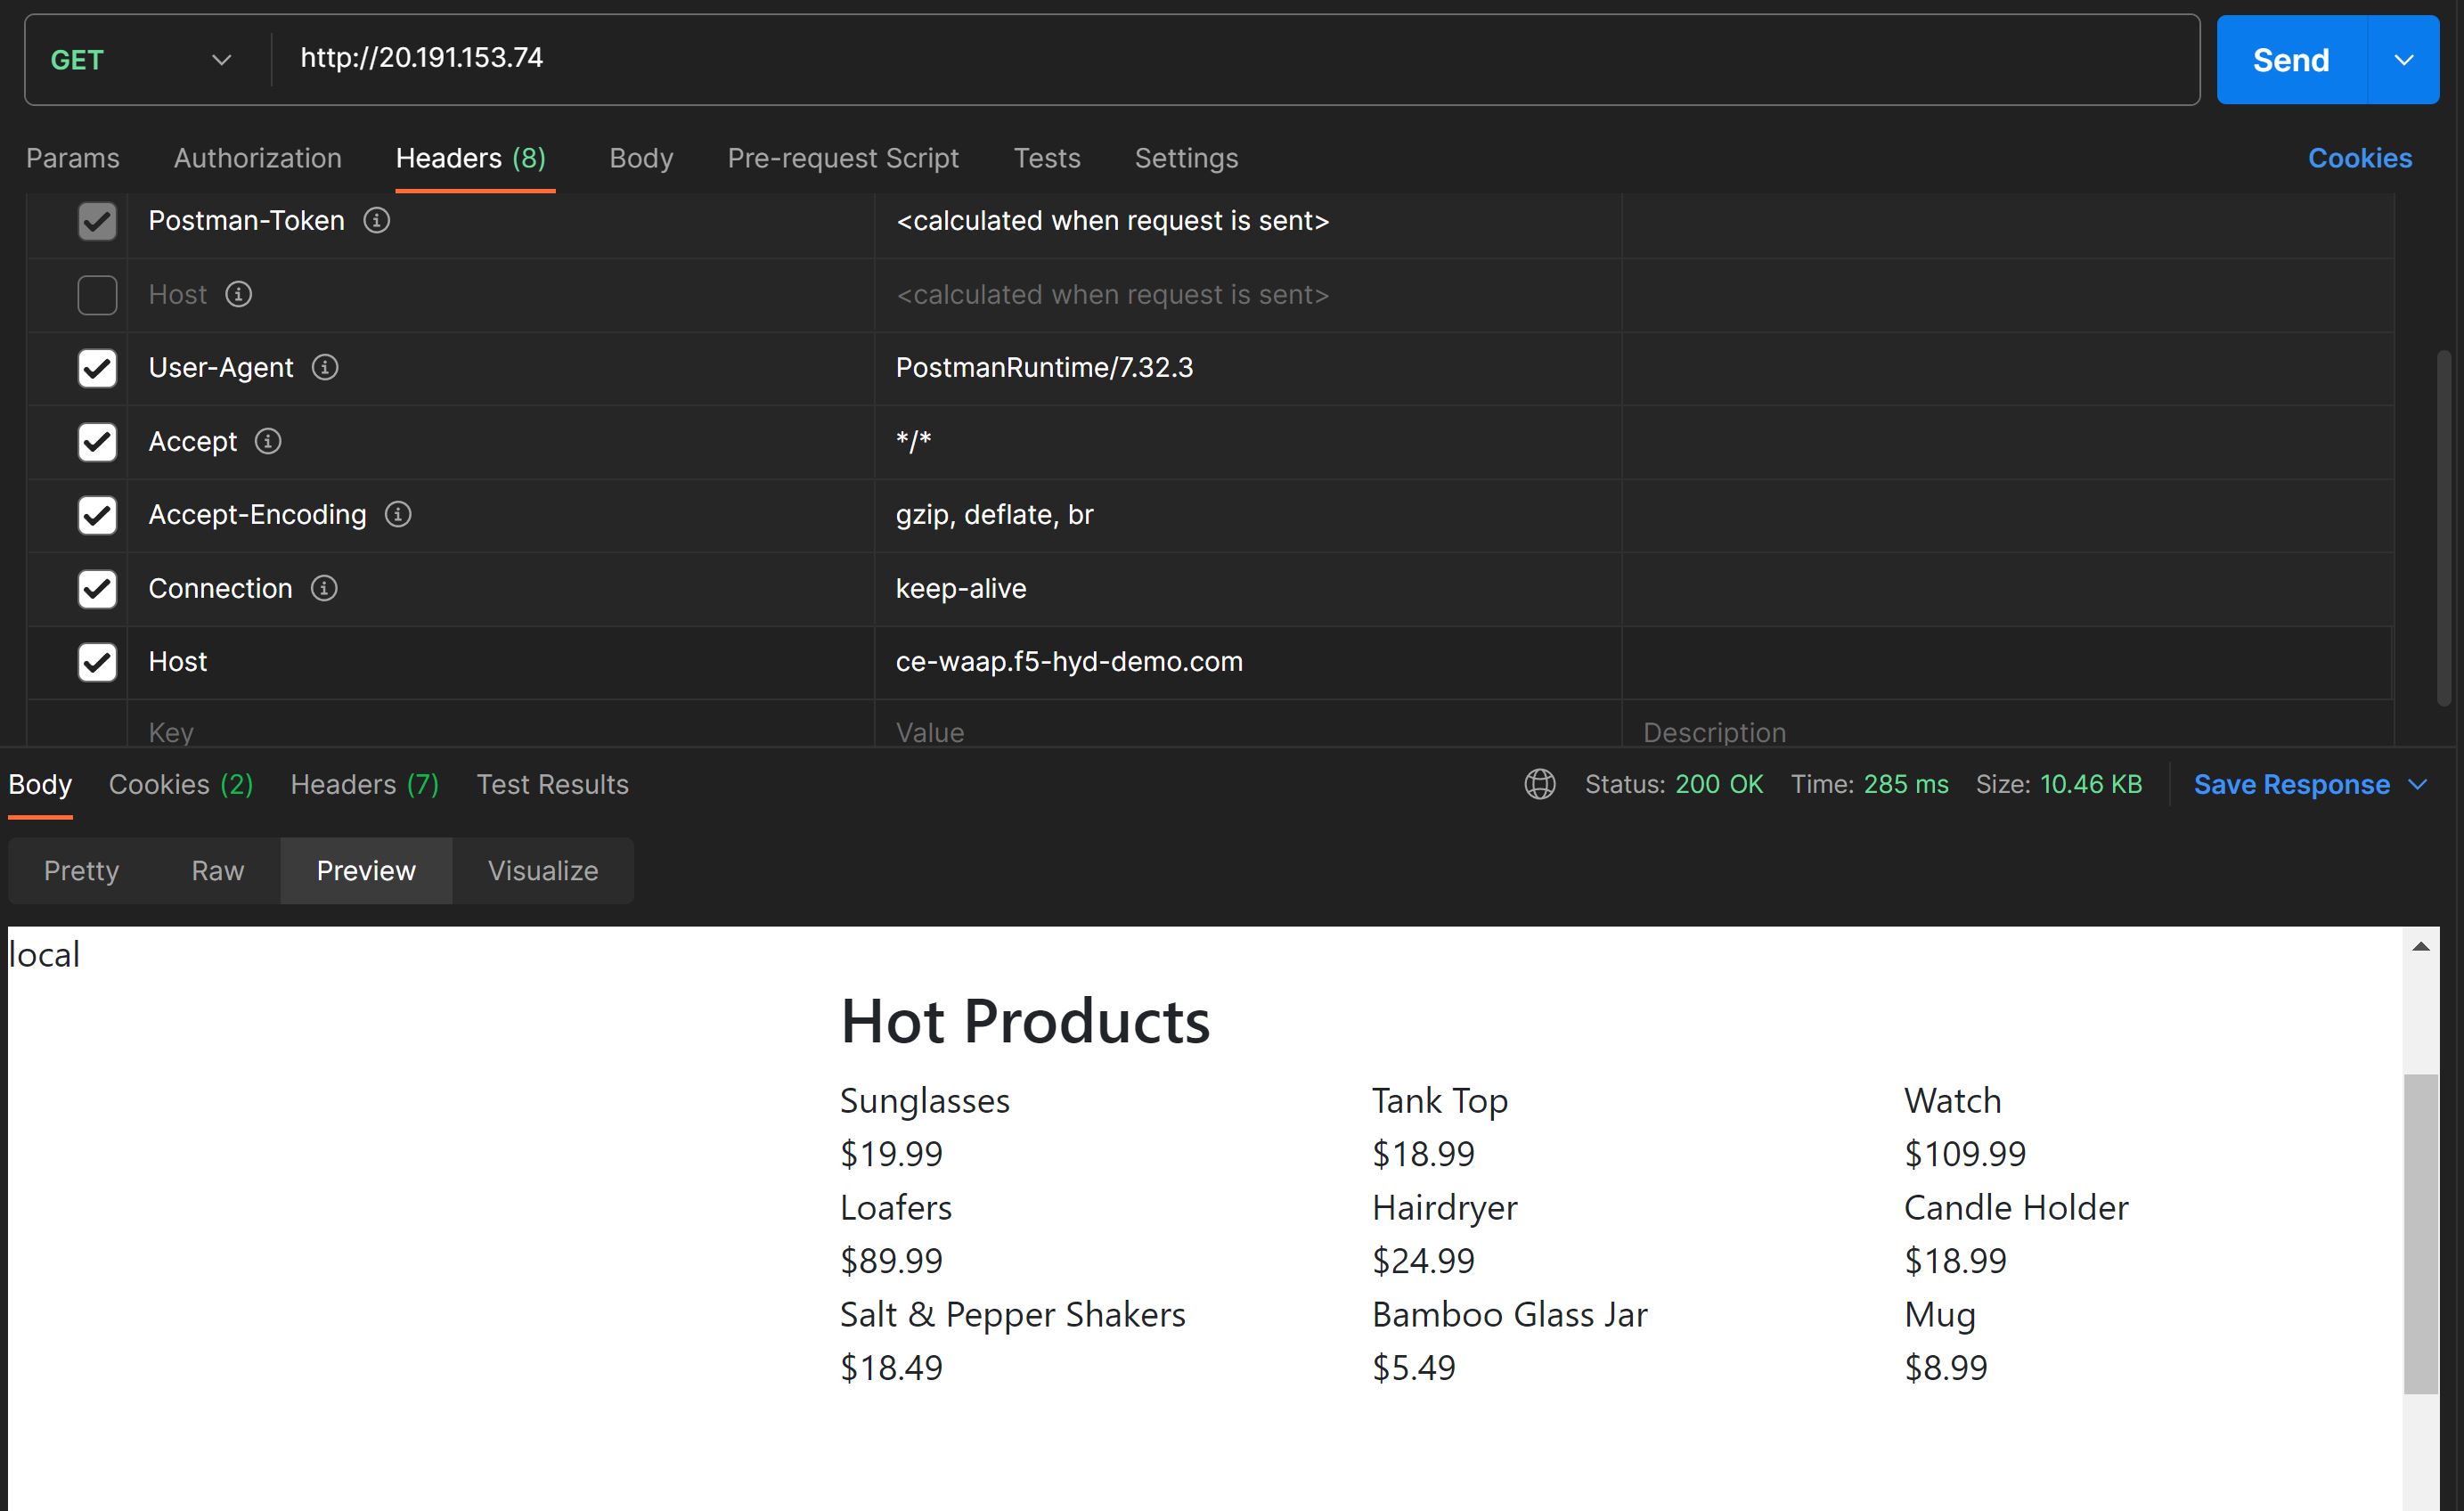 GET http://20.191.153.74 Send
Params Authorization Headers (8) Body Pre-request Script Tests Settings Cookies
Postman-Token <calculated when request is sent>
Host <calculated when request is sent>
User-Agent PostmanRuntime/7.32.3
Accept */*
Accept-Encoding gzip, deflate, br
Connection keep-alive
Host ce-waap.f5-hyd-demo.com
Key Value Description
Body Cookies (2) Headers (7) Test Results Status: 200 OK Time: 285 ms Size: 10.46 KB Save Response
Pretty Raw Preview Visualize
local
Hot Products
Sunglasses Tank Top Watch
$19.99 $18.99 $109.99
Loafers Hairdryer Candle Holder
$89.99 $24.99 $18.99
Salt & Pepper Shakers Bamboo Glass Jar Mug
$18.49 $5.49 $8.99